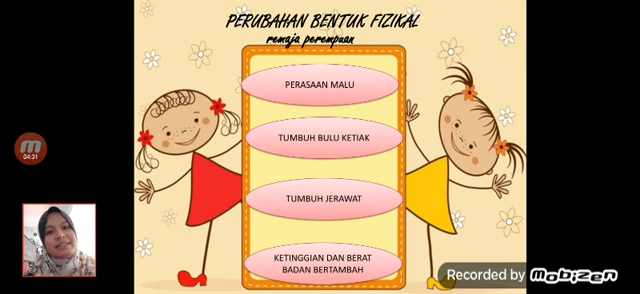 PERUBAHAN BENTUK FIZIKAL
remaja perempuan
PERASAAN MALU
TUMBUH BULU KETIAK
TUMBUH JERAWAT
KETINGGIAN DAN BERAT
BADAN BERTAMBAH
04:31
Recorded by mobizen